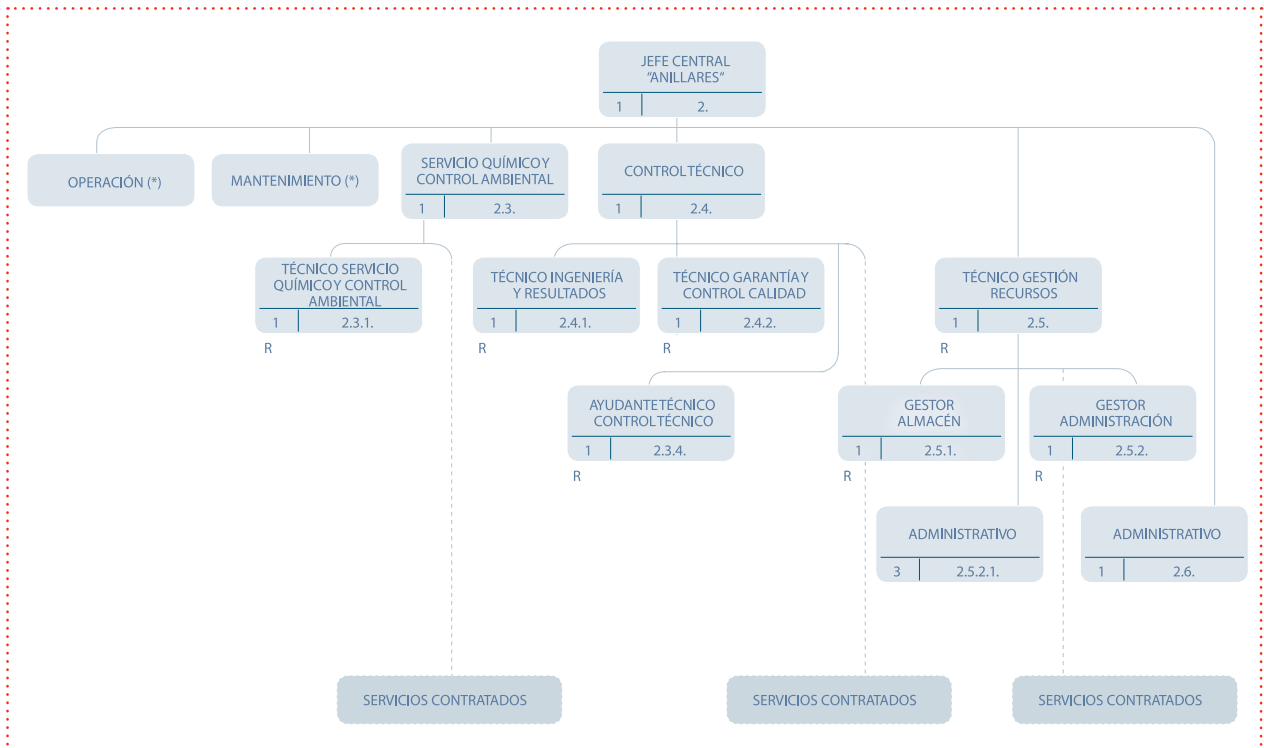 JEFE CENTRAL
"ANILLARES"
1 2.
OPERACIÓN (*)
MANTENIMIENTO (*)
SERVICIO QUÍMICO Y
CONTROL AMBIENTAL
1 2.3.
CONTROL TÉCNICO
1 2.4.
TÉCNICO SERVICIO
QUÍMICO Y CONTROL
AMBIENTAL
1 2.3.1.
R
TÉCNICO INGENIERÍA
Y RESULTADOS
1 2.4.1.
R
TÉCNICO GARANTÍA Y
CONTROL CALIDAD
1 2.4.2.
R
TÉCNICO GESTIÓN
RECURSOS
1 2.5.
R
AYUDANTE TÉCNICO
CONTROL TÉCNICO
1 2.3.4.
R
GESTOR
ALMACÉN
1 2.5.1.
R
GESTOR
ADMINISTRACIÓN
1 2.5.2.
R
ADMINISTRATIVO
3 2.5.2.1.
ADMINISTRATIVO
1 2.6.
SERVICIOS CONTRATADOS
SERVICIOS CONTRATADOS
SERVICIOS CONTRATADOS